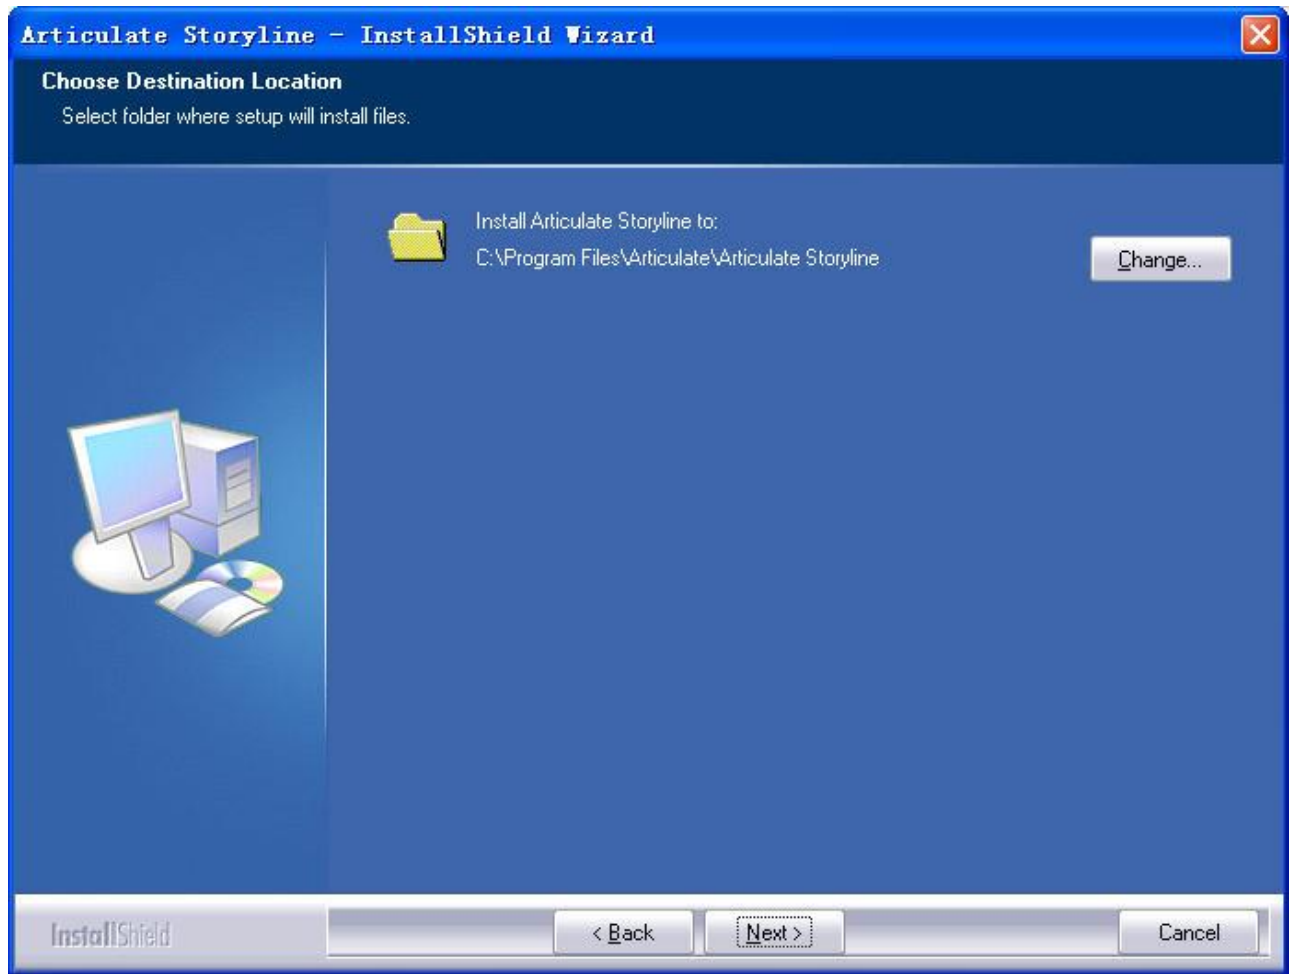 Articulate Storyline - InstallShield Wizard
Choose Destination Location
Select folder where setup will install files.
Install Articulate Storyline to:
C:\Program Files\Articulate\Articulate Storyline
Change...
InstallShield
< Back
Next >
Cancel